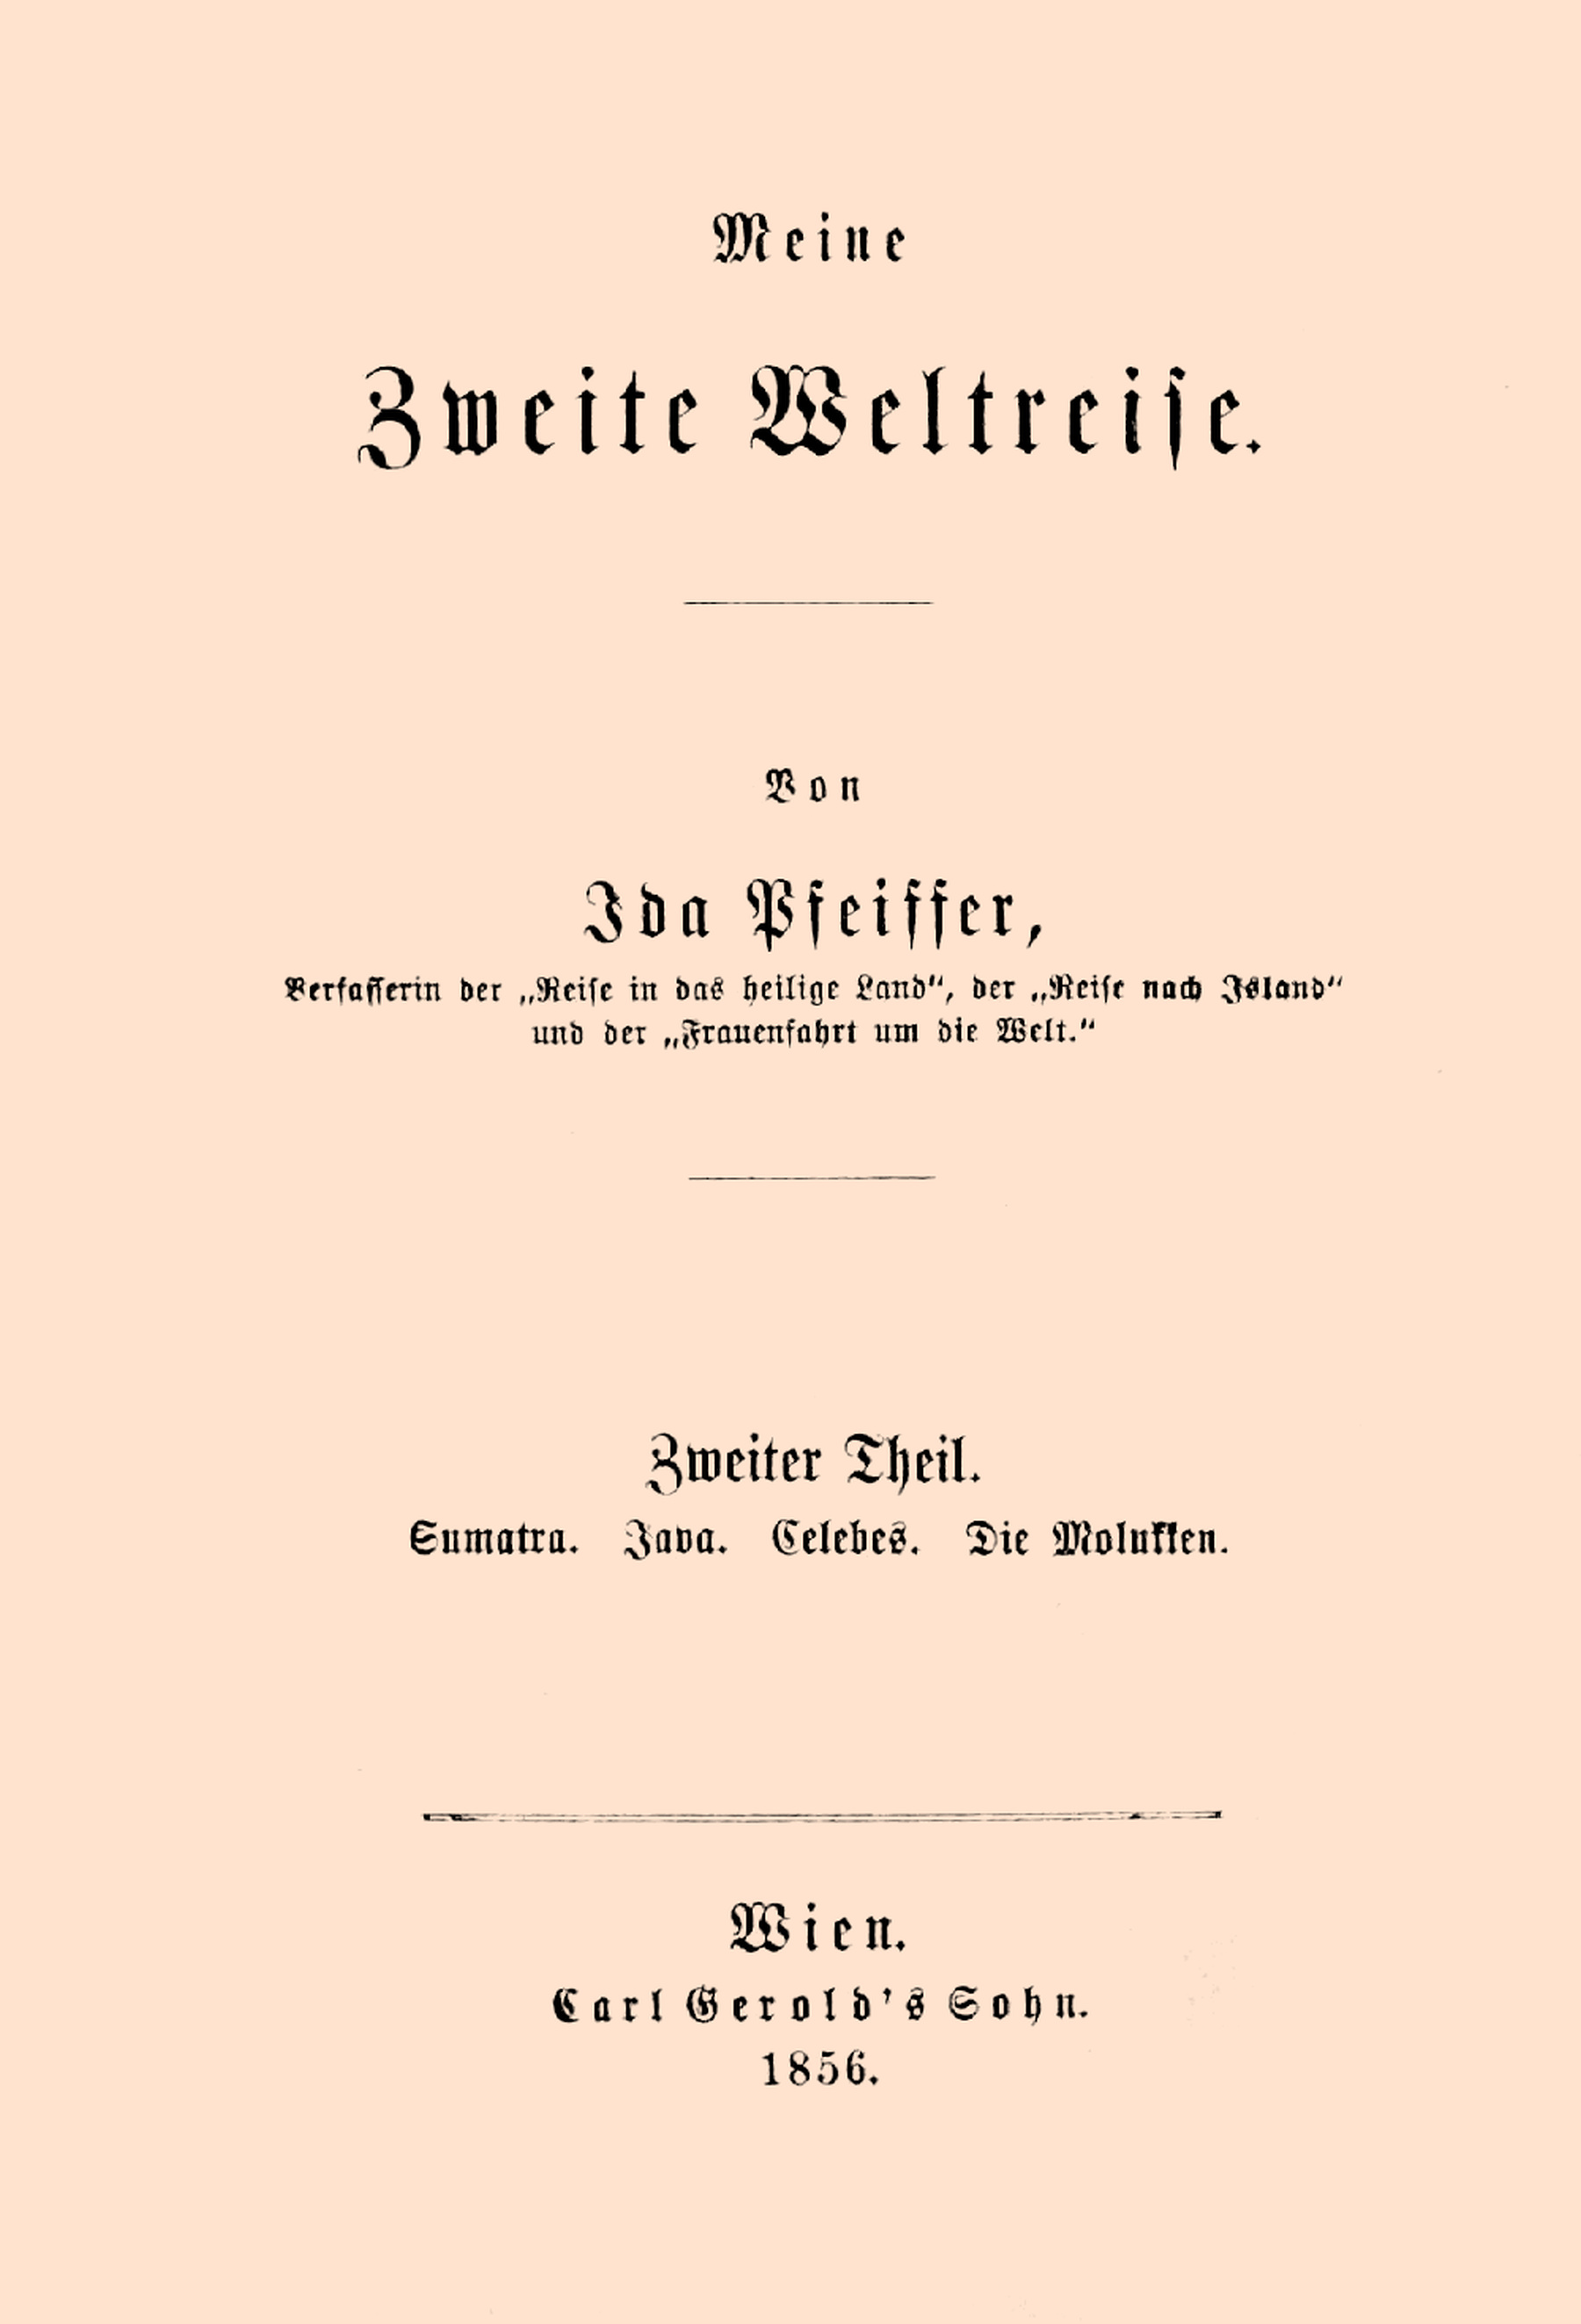 Meine
Zweite Weltreise.
Von
Ida Pfeiffer,
Verfasserin der „Reise in das heilige Land“, der „Reise nach Island“
und der „Frauenfahrt um die Welt.“
Zweiter Theil.
Sumatra. Java. Celebes. Die Molukken.
Wien.
Carl Gerold's Sohn.
1856.